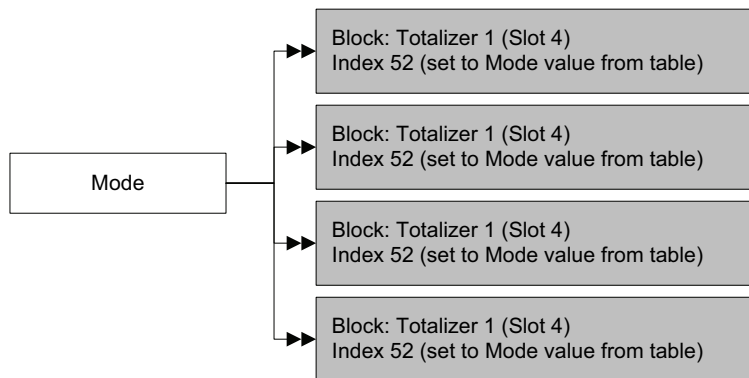 Mode
Block: Totalizer 1 (Slot 4)
Index 52 (set to Mode value from table)
Block: Totalizer 1 (Slot 4)
Index 52 (set to Mode value from table)
Block: Totalizer 1 (Slot 4)
Index 52 (set to Mode value from table)
Block: Totalizer 1 (Slot 4)
Index 52 (set to Mode value from table)